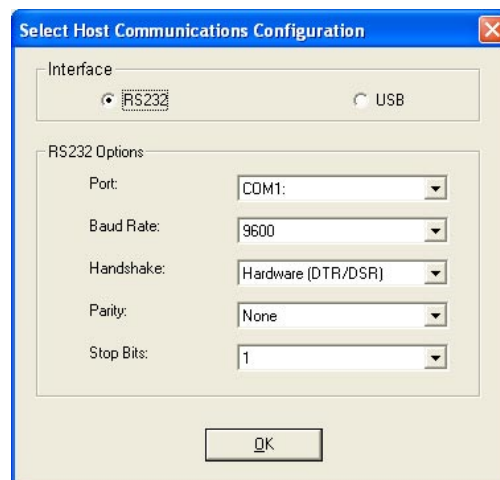 Select Host Communications Configuration
Interface
RS232
USB
RS232 Options
Port:
COM1:
Baud Rate:
9600
Handshake:
Hardware (DTR/DSR)
Parity:
None
Stop Bits:
1
OK